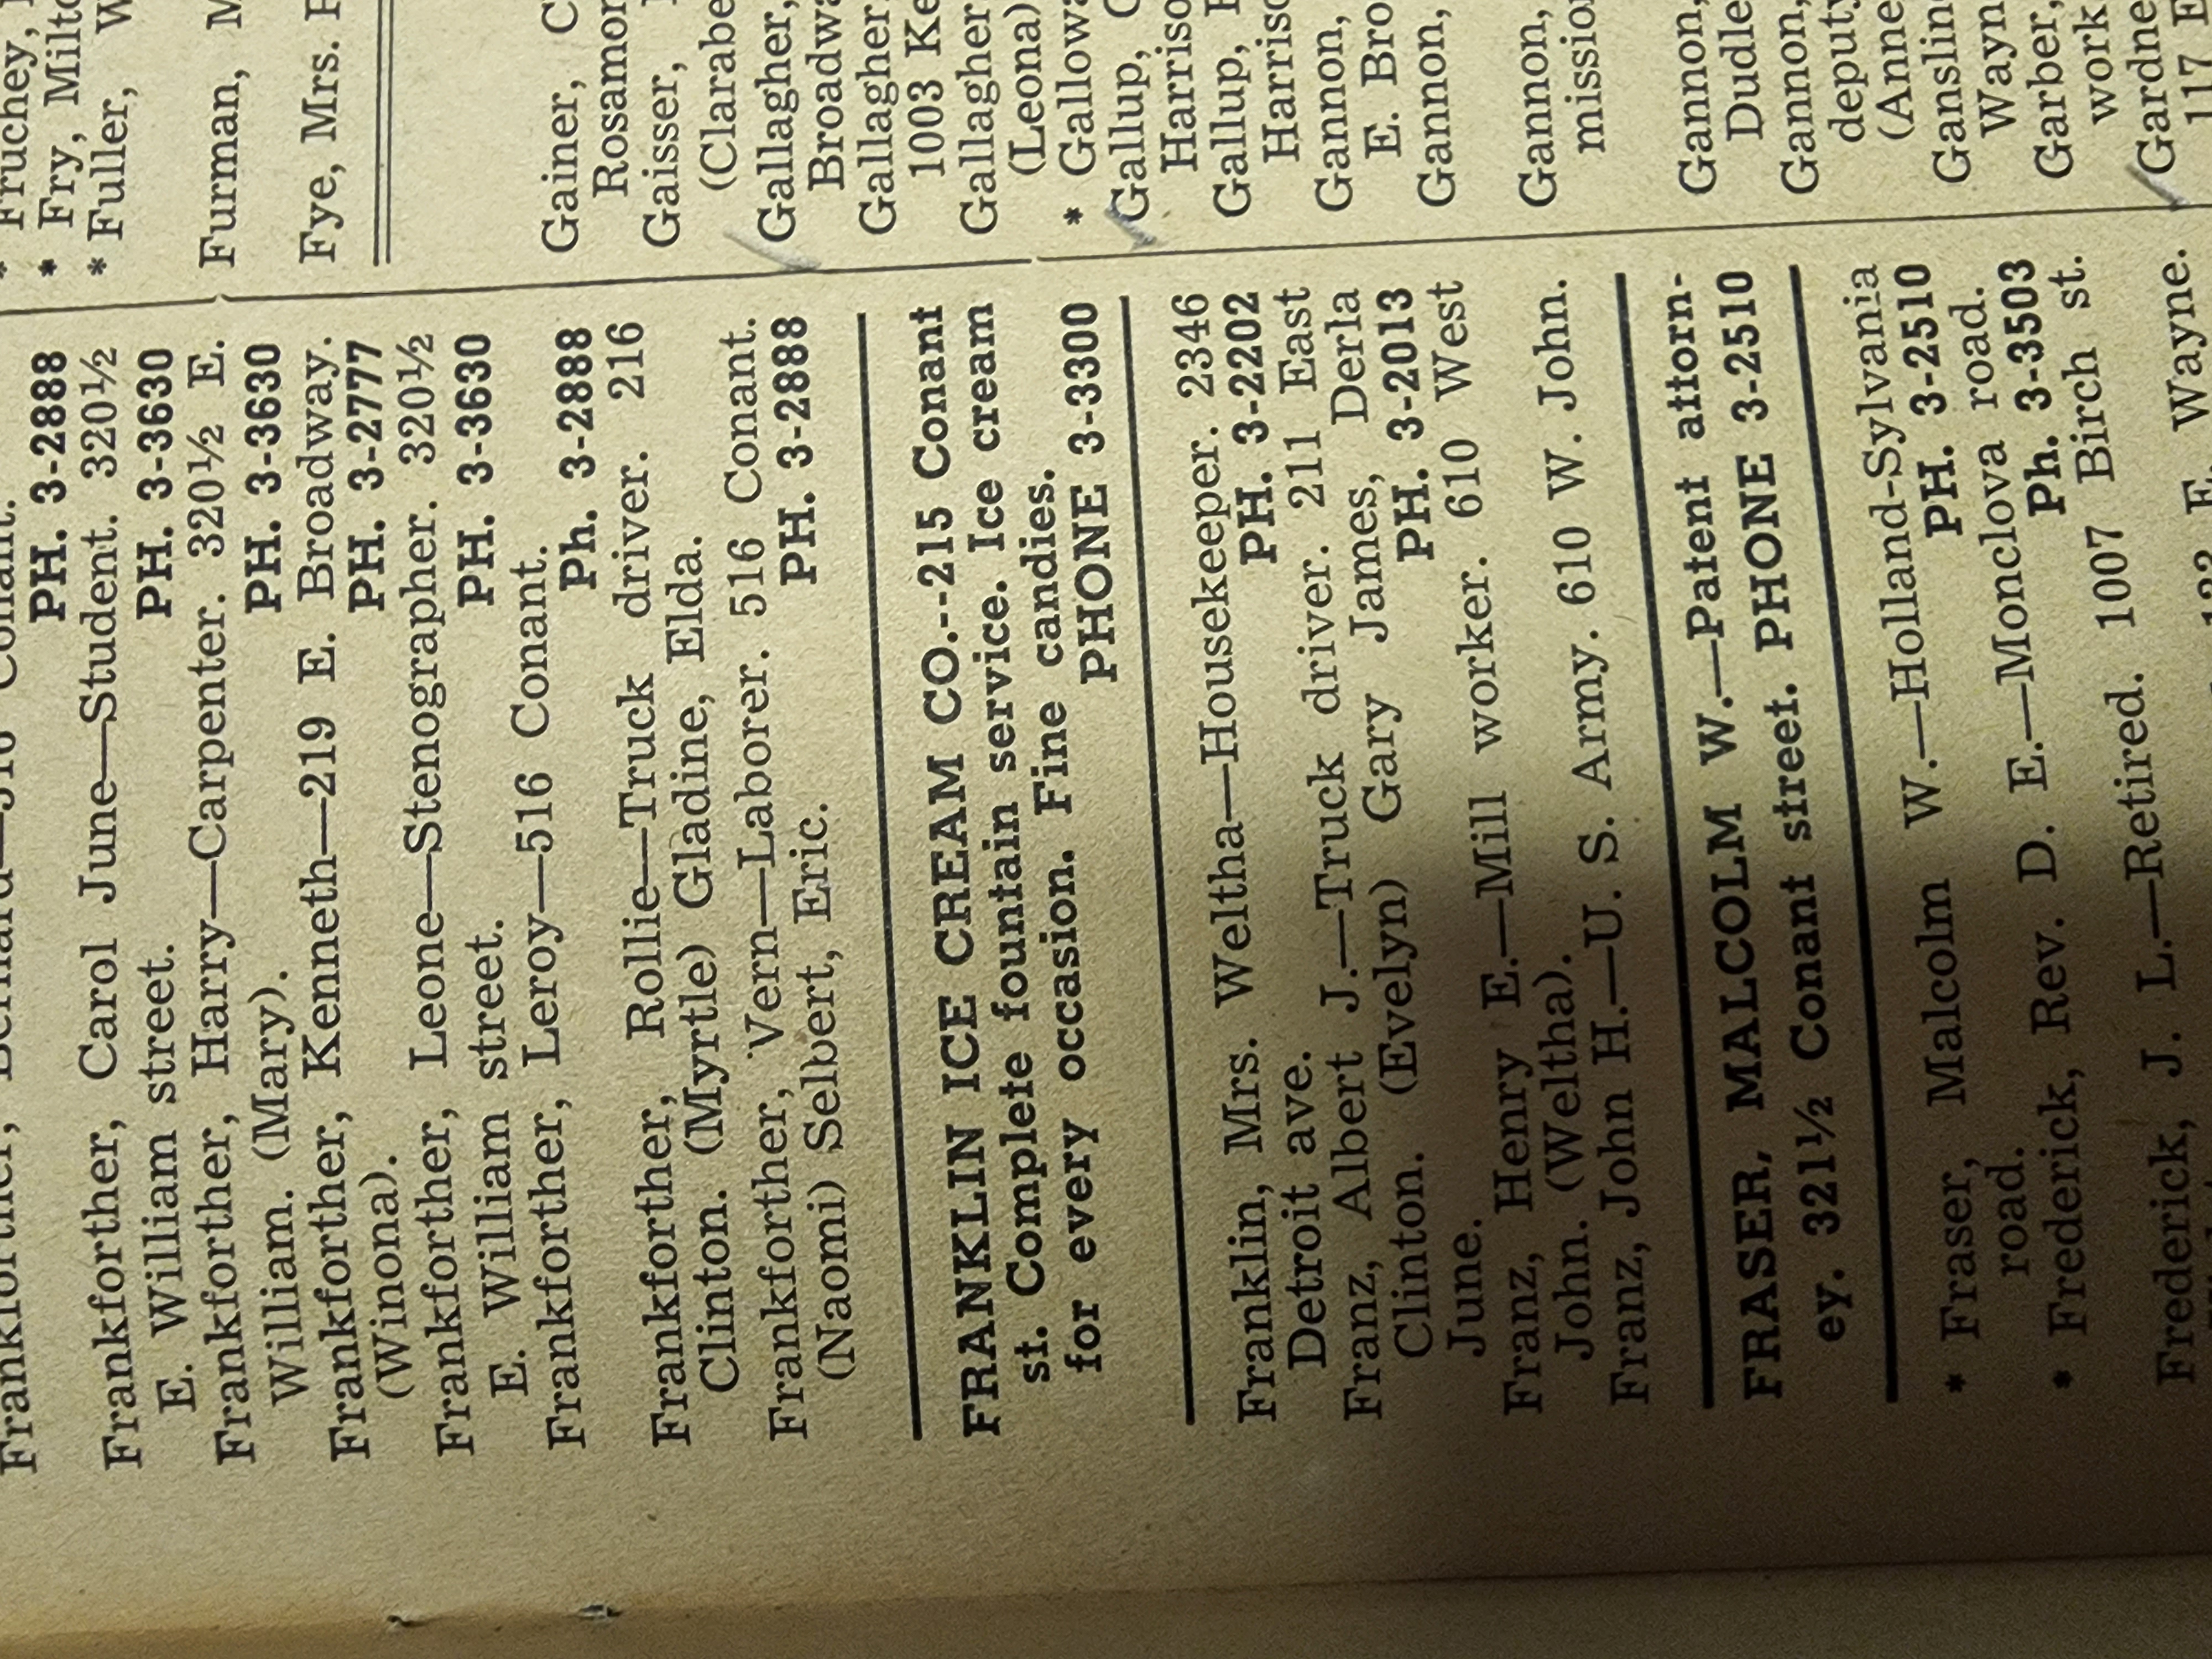 PH. 3-2888
Frankforther, Carol June—Student. 320½
E. William street. PH. 3-3630
Frankforther, Harry—Carpenter. 320½ E.
William. (Mary). PH. 3-3630
Frankforther, Kenneth—219 E. Broadway.
(Winona). PH. 3-2777
Frankforther, Leone—Stenographer. 320½
E. William street. PH. 3-3630
Frankforther, Leroy—516 Conant.
Ph. 3-2888
Frankforther, Rollie—Truck driver. 216
Clinton. (Myrtle) Gladine, Elda.
Frankforther, Vern—Laborer. 516 Conant.
(Naomi) Selbert, Eric. PH. 3-2888
FRANKLIN ICE CREAM CO.--215 Conant
st. Complete fountain service. Ice cream
for every occasion. Fine candies.
PHONE 3-3300
Franklin, Mrs. Weltha—Housekeeper. 2346
Detroit ave. PH. 3-2202
Franz, Albert J.—Truck driver. 211 East
Clinton. (Evelyn) Gary James, Derla
June. PH. 3-2013
Franz, Henry E.—Mill worker. 610 West
John. (Weltha).
Franz, John H.—U. S. Army. 610 W. John.
FRASER, MALCOLM W.—Patent attorn-
ey. 321½ Conant street. PHONE 3-2510
* Fraser, Malcolm W.—Holland-Sylvania
road. PH. 3-2510
* Frederick, Rev. D. E.—Monclova road.
Ph. 3-3503
Frederick, J. L.—Retired. 1007 Birch st.
E. Wayne.
* Fruchey,
* Fry, Milto
* Fuller, W
Furman, M
Fye, Mrs. F
Gainer, C
Rosamon
Gaisser,
(Clarabe
Gallagher,
Broadwa
Gallagher
1003 Ke
Gallagher
(Leona)
* Gallowa
Gallup, C
Harriso
Gallup,
Harriso
Gannon,
E. Bro
Gannon,
Gannon,
mission
Gannon,
Dudle
Gannon,
deputy
(Anne
Ganslin
Wayn
Garber,
work
Gardne
117 E